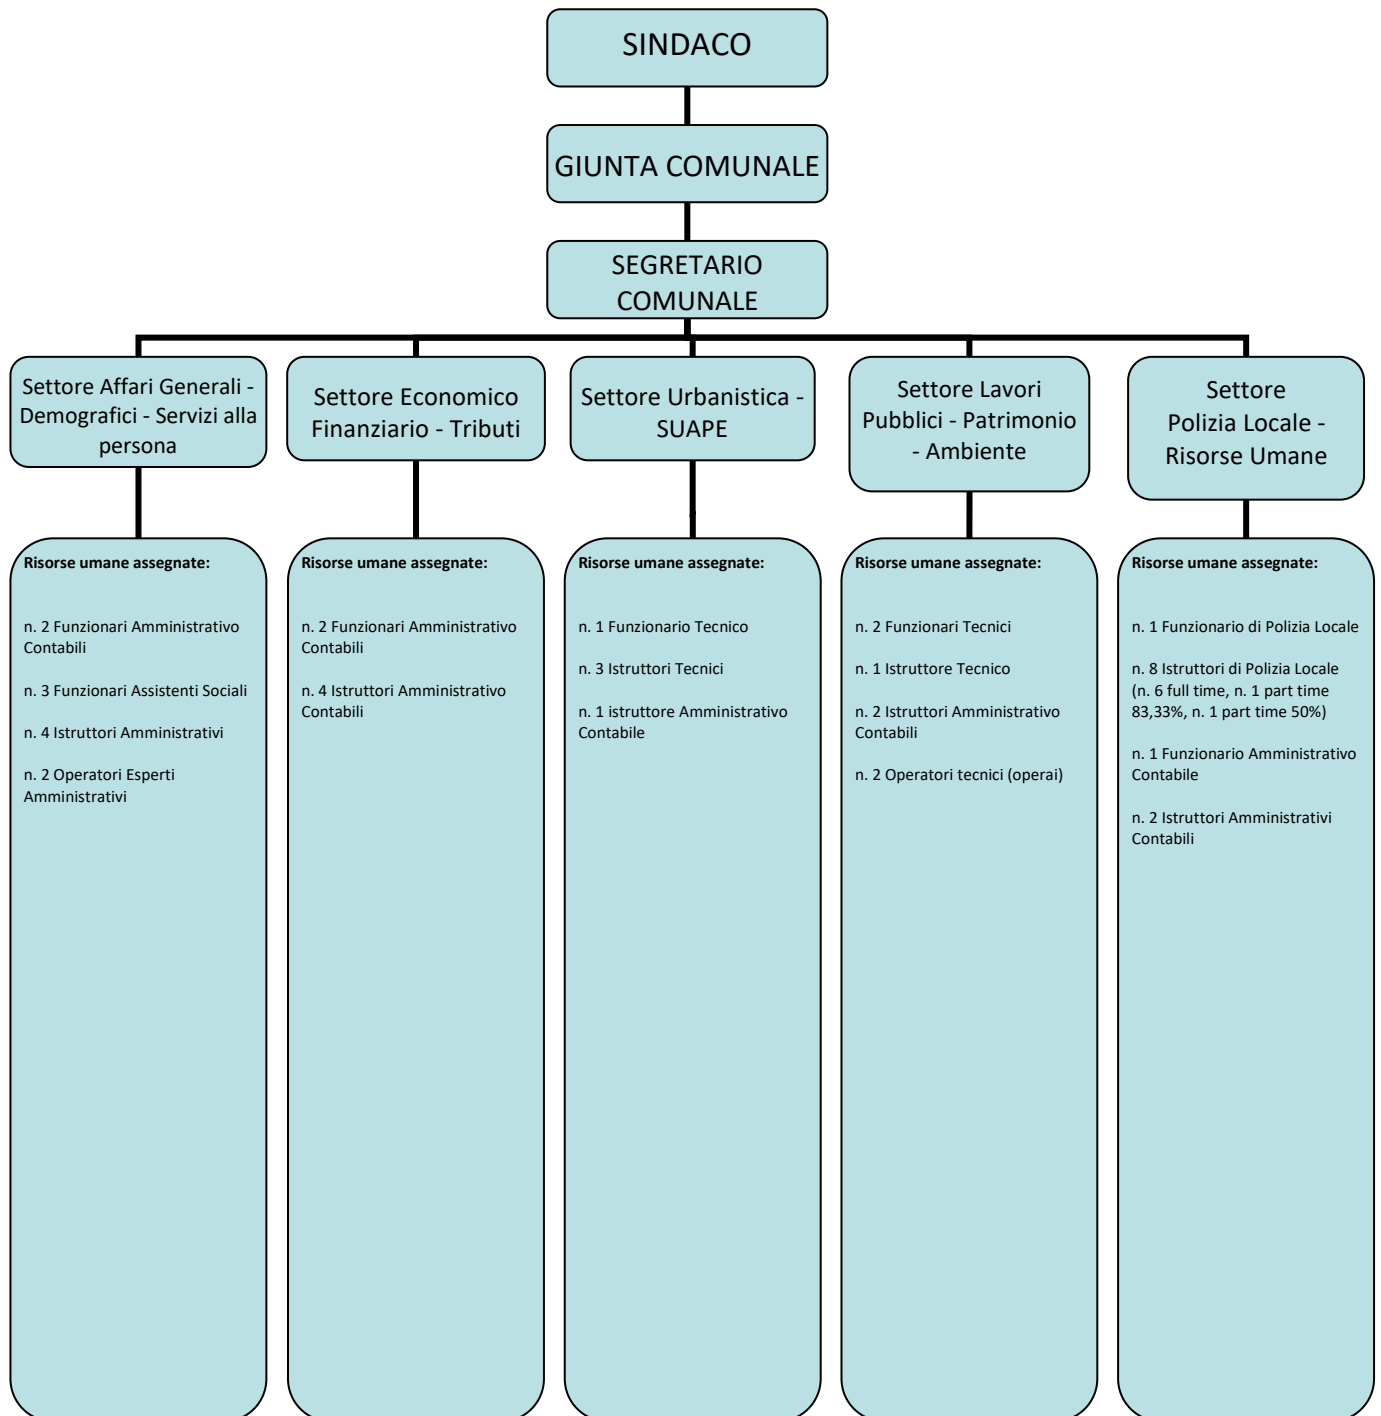 SINDACO
GIUNTA COMUNALE
SEGRETARIO
COMUNALE
Settore Affari Generali -
Demografici - Servizi alla
persona
Settore Economico
Finanziario - Tributi
Settore Urbanistica -
SUAPE
Settore Lavori
Pubblici - Patrimonio
- Ambiente
Settore
Polizia Locale -
Risorse Umane
Risorse umane assegnate:
n. 2 Funzionari Amministrativo
Contabili
n. 3 Funzionari Assistenti Sociali
n. 4 Istruttori Amministrativi
n. 2 Operatori Esperti
Amministrativi
Risorse umane assegnate:
n. 2 Funzionari Amministrativo
Contabili
n. 4 Istruttori Amministrativo
Contabili
Risorse umane assegnate:
n. 1 Funzionario Tecnico
n. 3 Istruttori Tecnici
n. 1 istruttore Amministrativo
Contabile
Risorse umane assegnate:
n. 2 Funzionari Tecnici
n. 1 Istruttore Tecnico
n. 2 Istruttori Amministrativo
Contabili
n. 2 Operatori tecnici (operai)
Risorse umane assegnate:
n. 1 Funzionario di Polizia Locale
n. 8 Istruttori di Polizia Locale
(n. 6 full time, n. 1 part time
83,33%, n. 1 part time 50%)
n. 1 Funzionario Amministrativo
Contabile
n. 2 Istruttori Amministrativi
Contabili